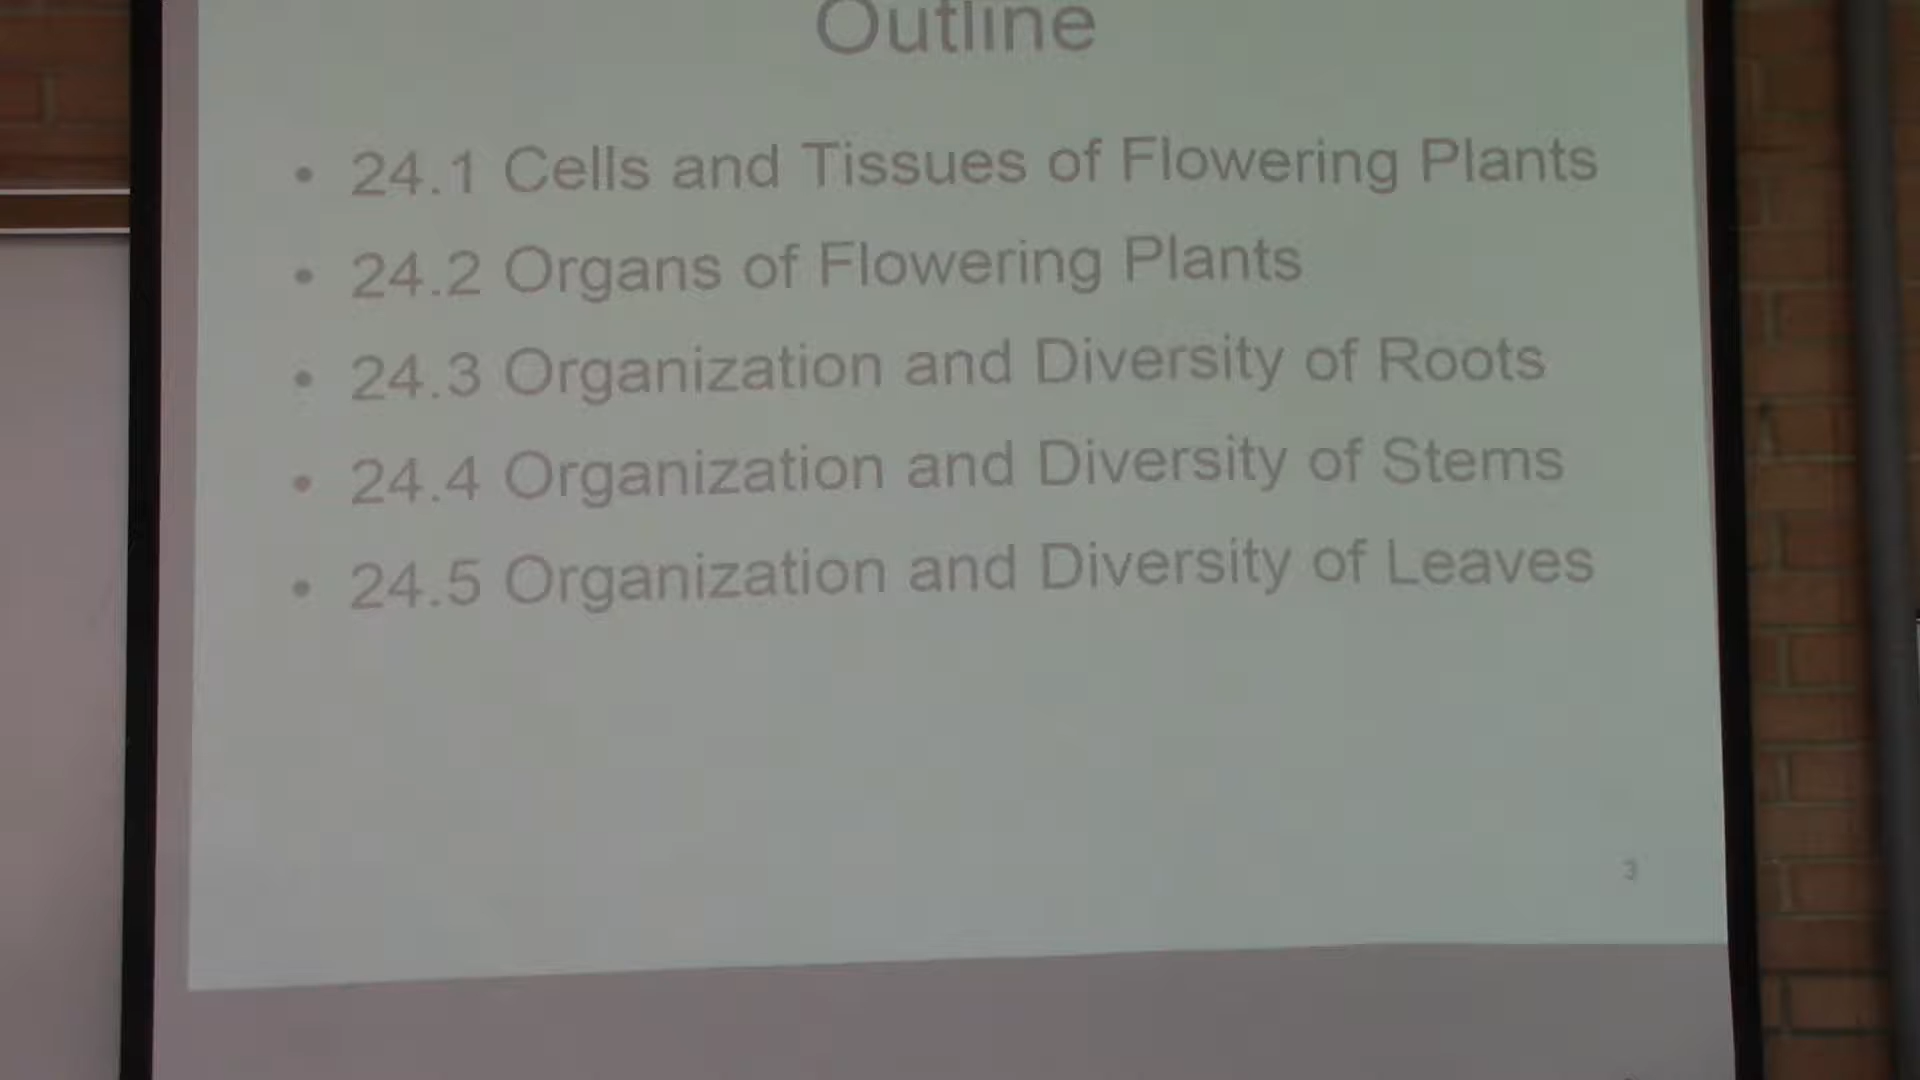 Outline
• 24.1 Cells and Tissues of Flowering Plants
• 24.2 Organs of Flowering Plants
• 24.3 Organization and Diversity of Roots
• 24.4 Organization and Diversity of Stems
• 24.5 Organization and Diversity of Leaves
3